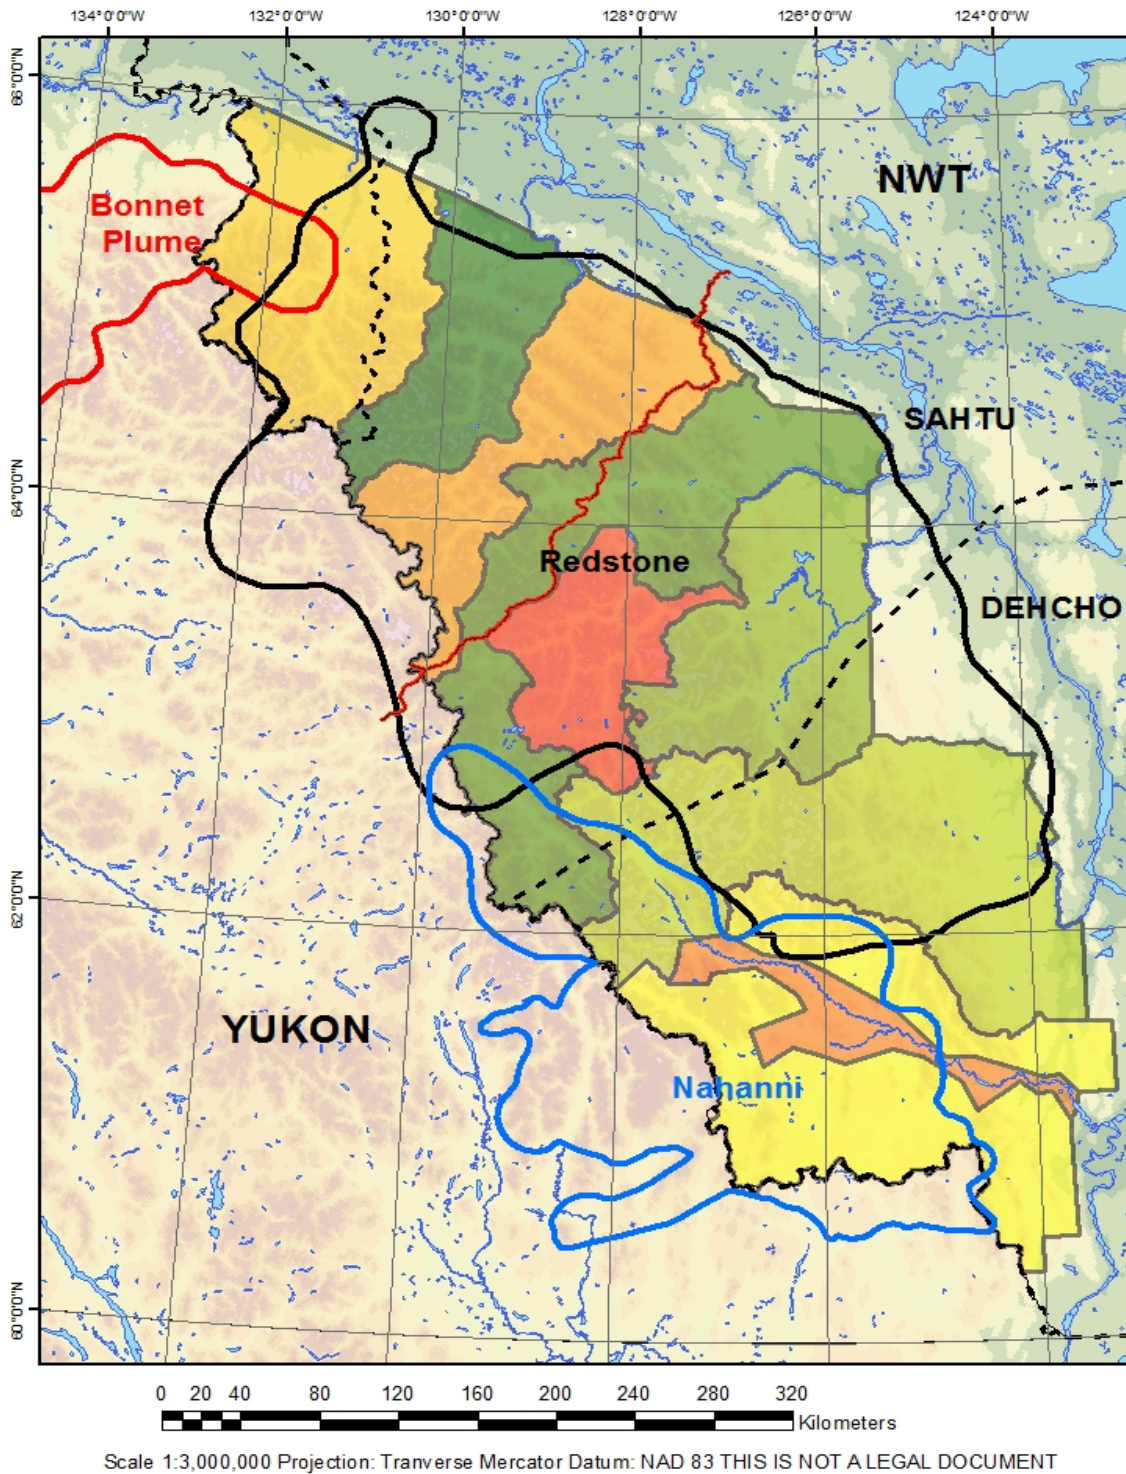 134°0'0"W 132°0'0"W 130°0'0"W 128°0'0"W 126°0'0"W 124°0'0"W
66°0'0"N
NWT
Bonnet
Plume
SAHTU
64°0'0"N
Redstone
DEHCHO
62°0'0"N
YUKON
Nahanni
60°0'0"N
0 20 40 80 120 160 200 240 280 320
Kilometers
Scale 1:3,000,000 Projection: Tranverse Mercator Datum: NAD 83 THIS IS NOT A LEGAL DOCUMENT